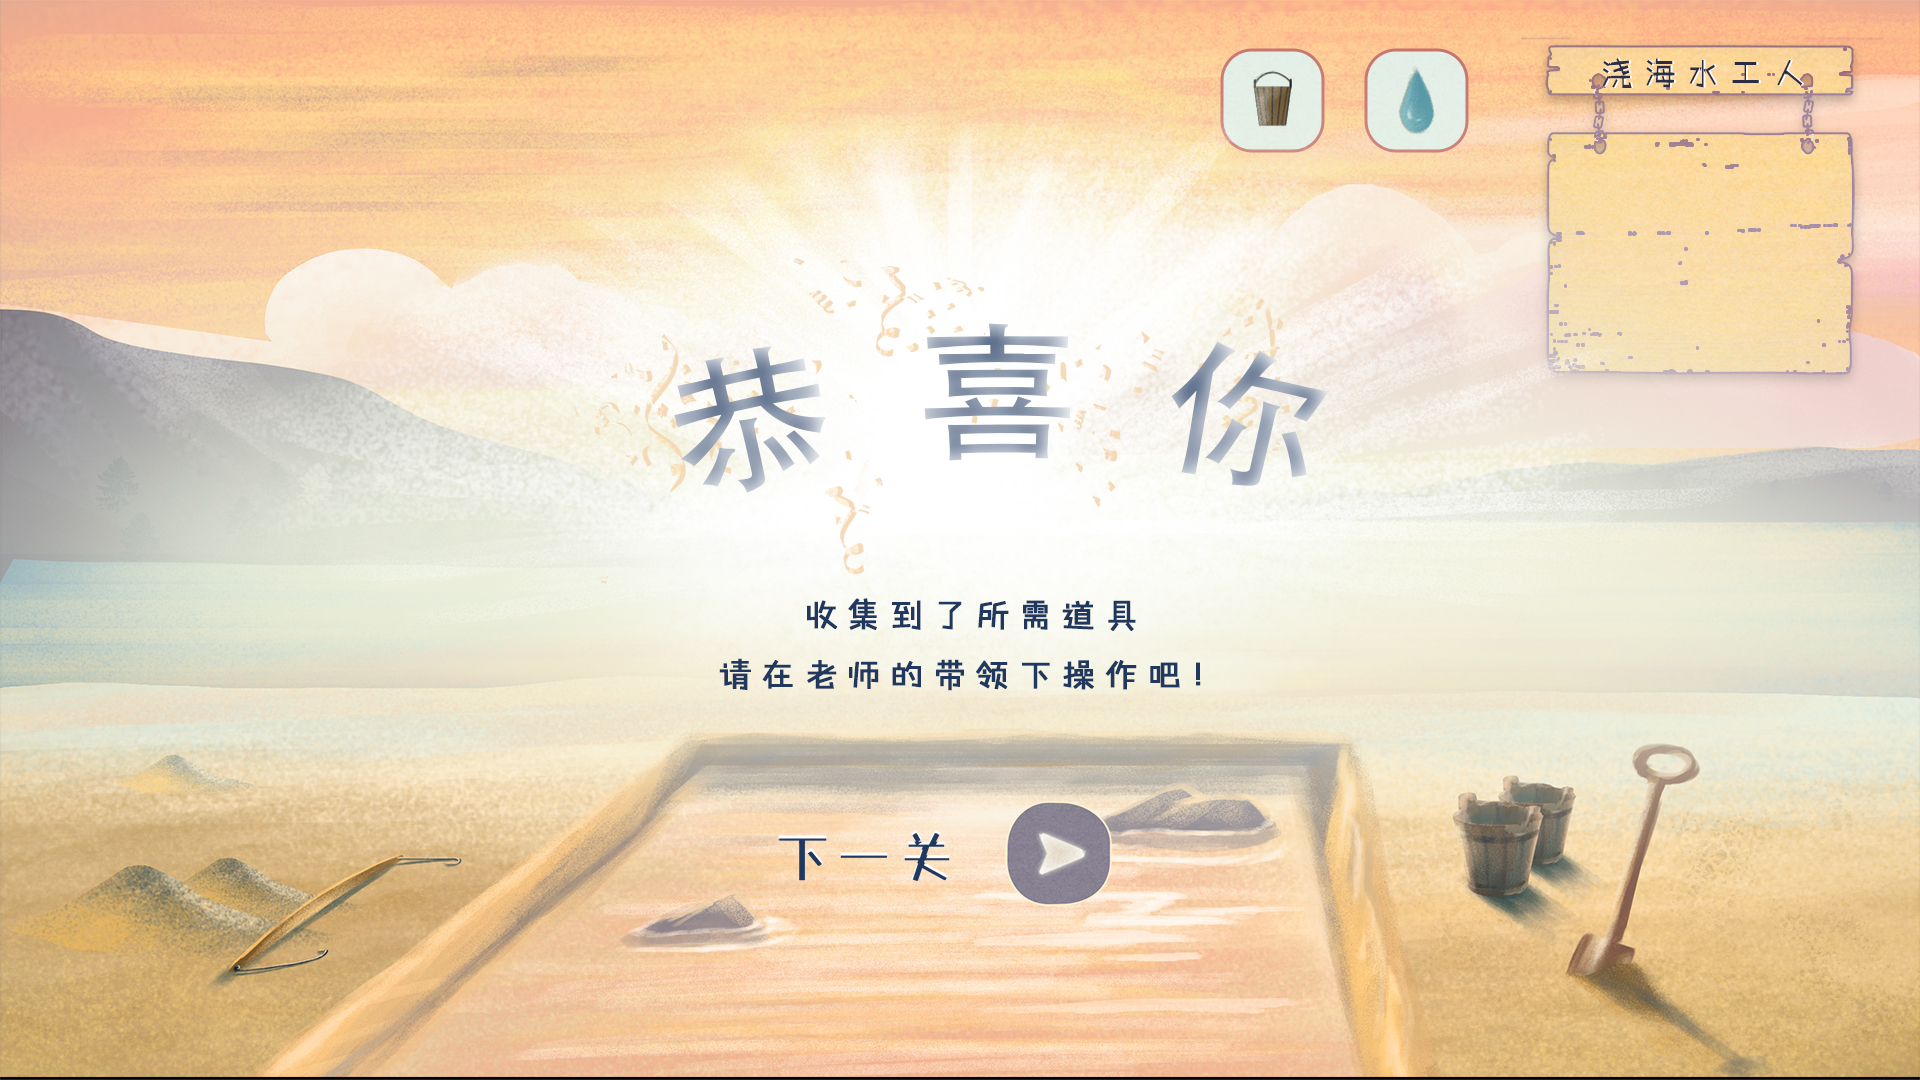 浇海水工人
恭喜你
收集到了所需道具
请在老师的带领下操作吧！
下一关